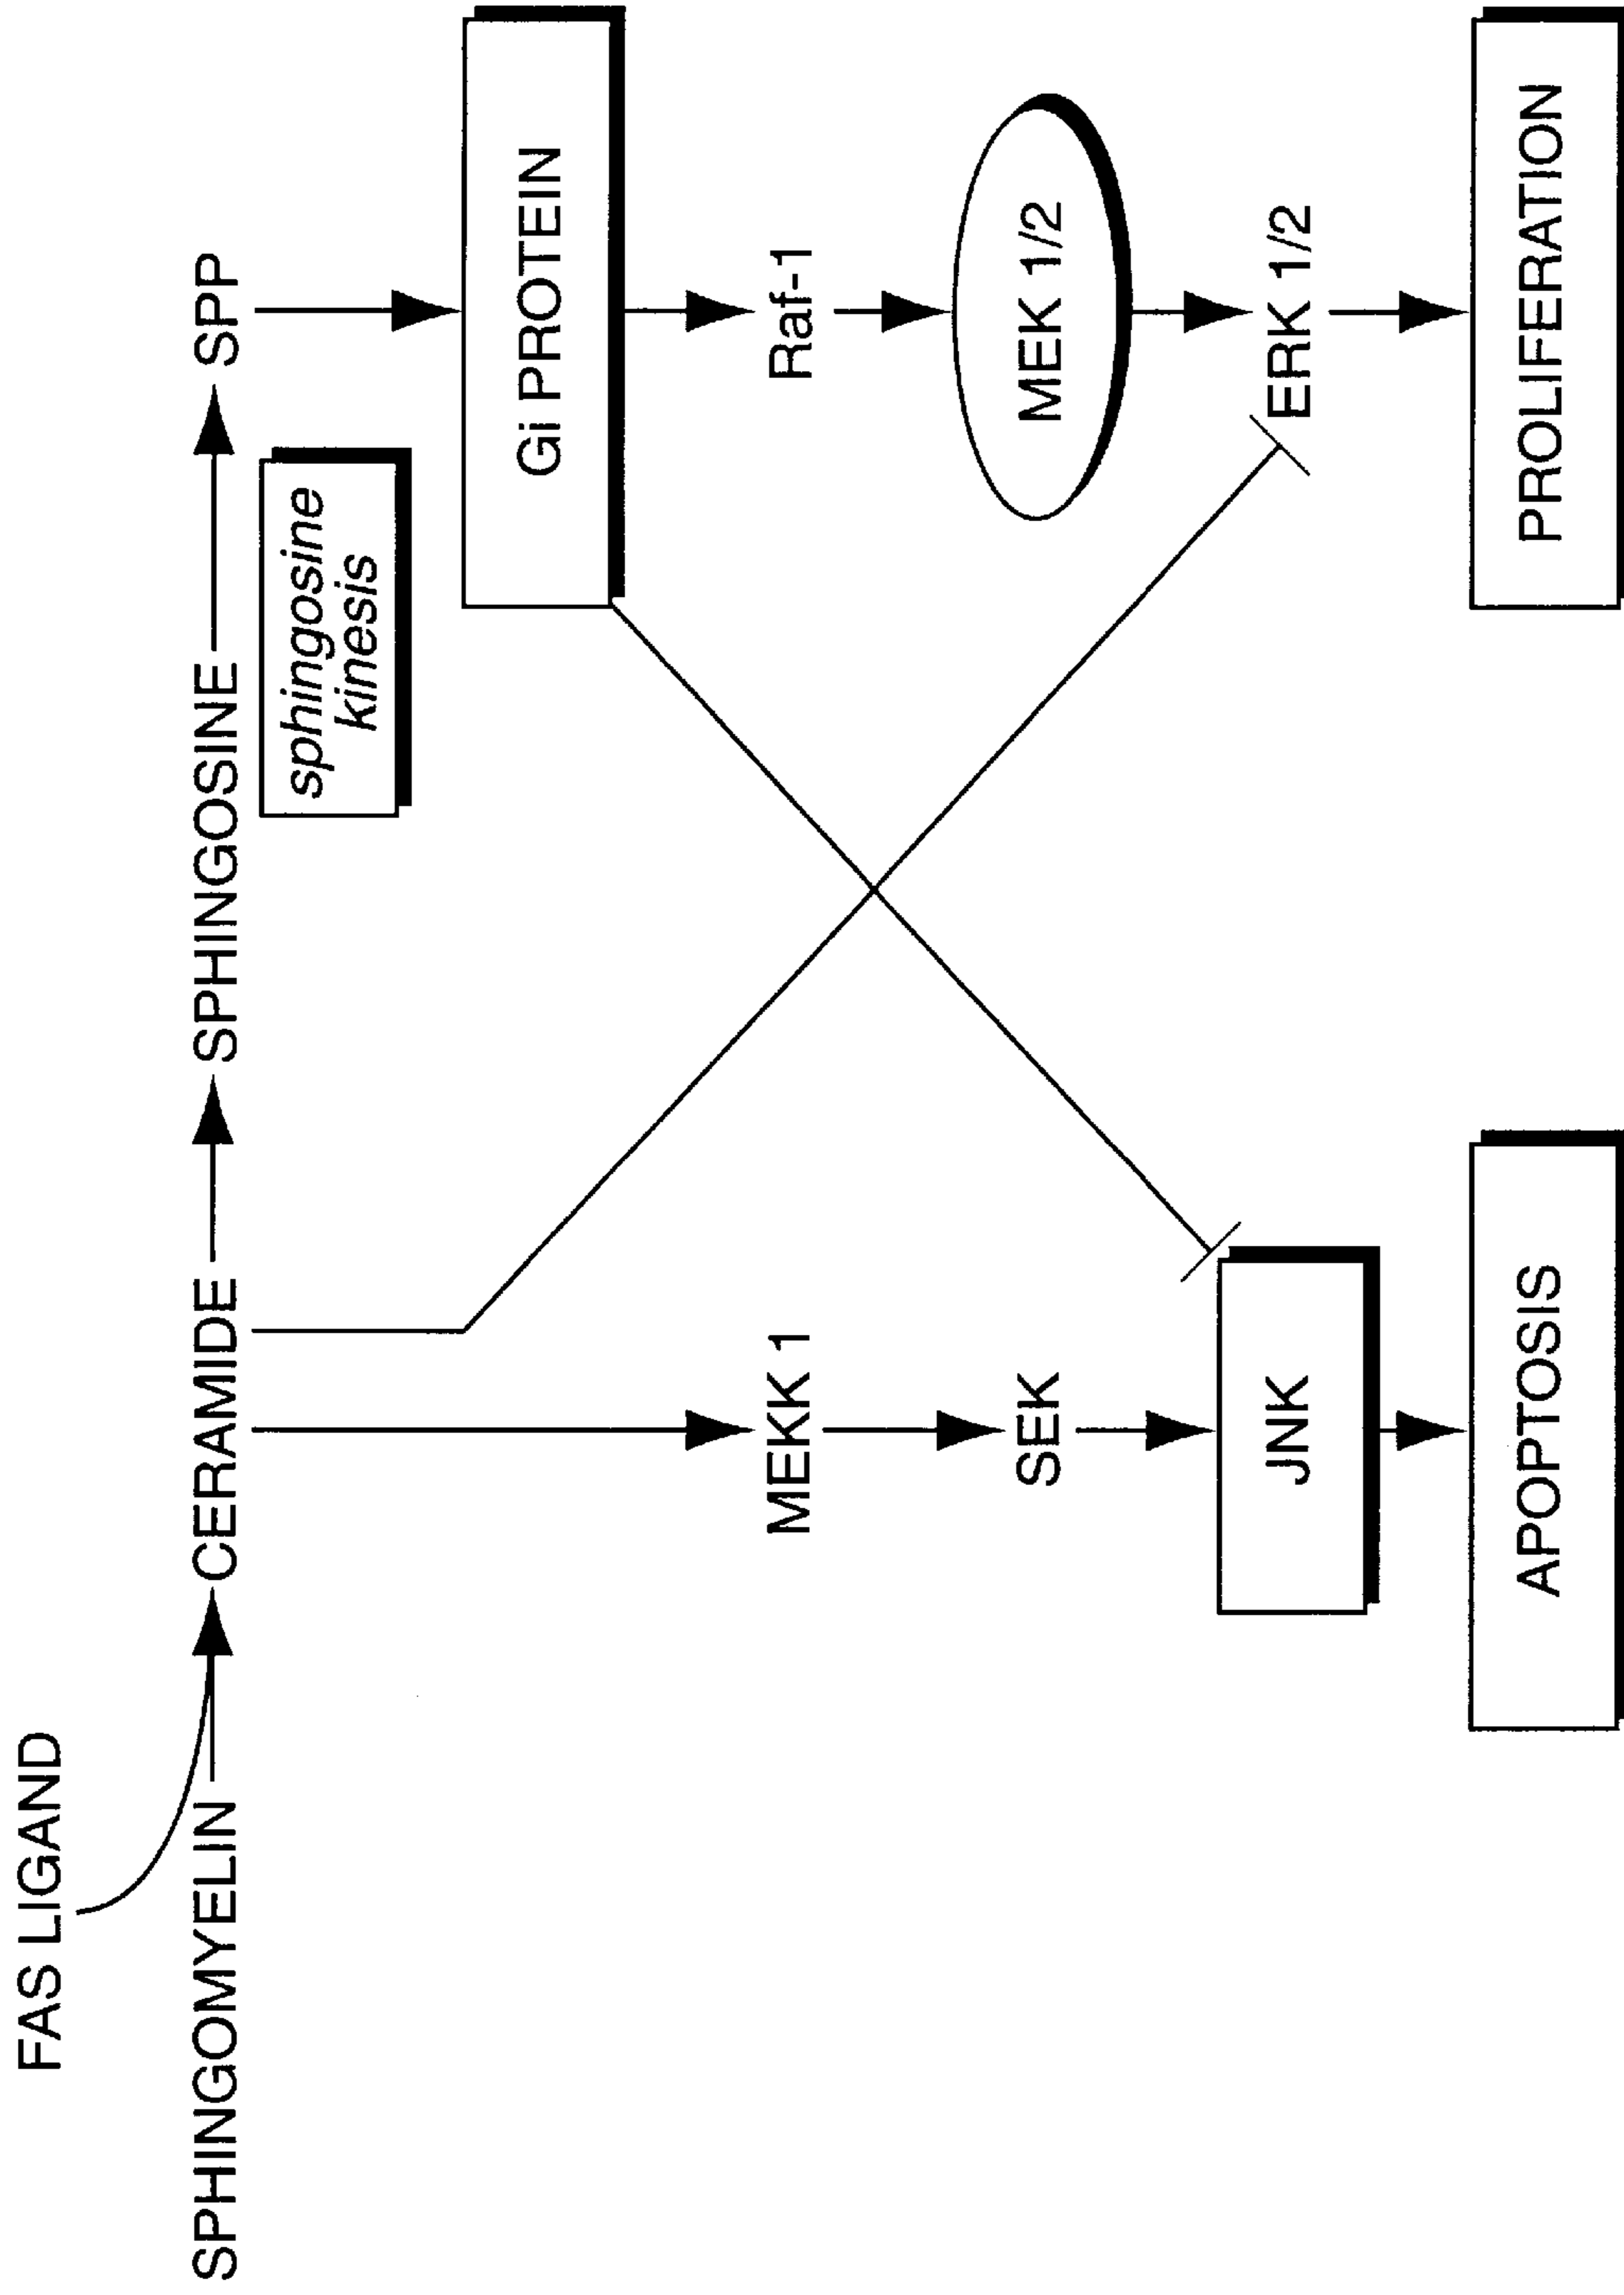 FAS LIGAND
SPHINGOMYELIN
CERAMIDE
SPHINGOSINE
SPP
sphingosine
kinesis
Gi PROTEIN
MEKK 1
Raf-1
SEK
MEK 1/2
JNK
ERK 1/2
APOPTOSIS
PROLIFERATION